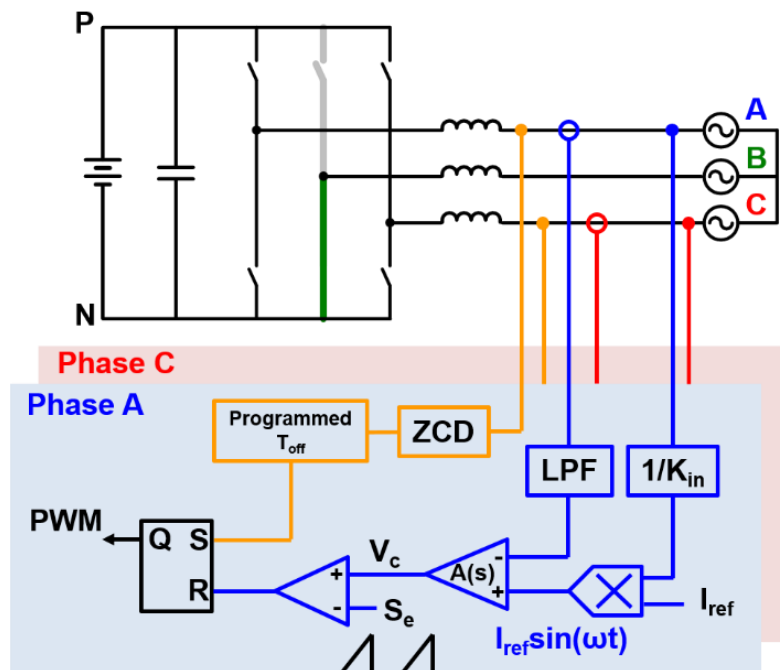 P
A
B
C
N
Phase C
Phase A
Programmed
Toff
ZCD
LPF
1/Kin
PWM
Q
S
R
Vc
+
-
Se
A(s)
-
+
Iref
Irefsin(ωt)